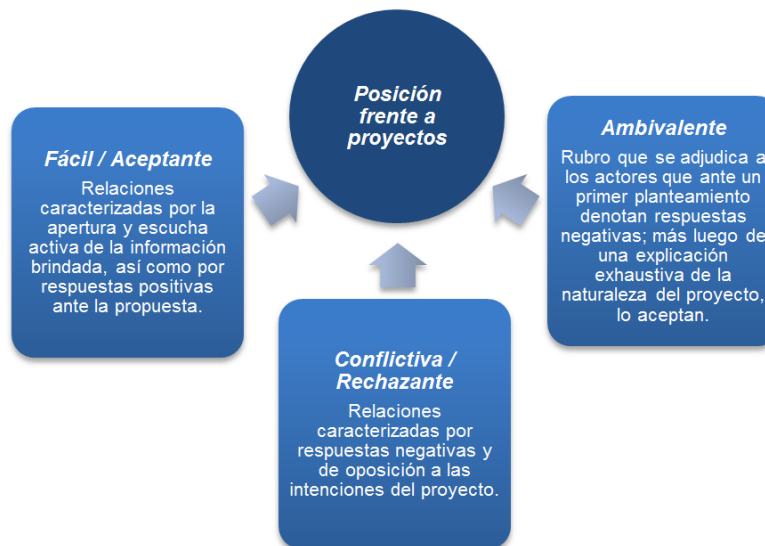 Posición
frente a
proyectos
Fácil / Aceptante
Relaciones
caracterizadas por la
apertura y escucha
activa de la información
brindada, así como por
respuestas positivas
ante la propuesta.
Conflictiva /
Rechazante
Relaciones
caracterizadas por
respuestas negativas y
de oposición a las
intenciones del proyecto.
Ambivalente
Rubro que se adjudica a
los actores que ante un
primer planteamiento
denotan respuestas
negativas; más luego de
una explicación
exhaustiva de la
naturaleza del proyecto,
lo aceptan.